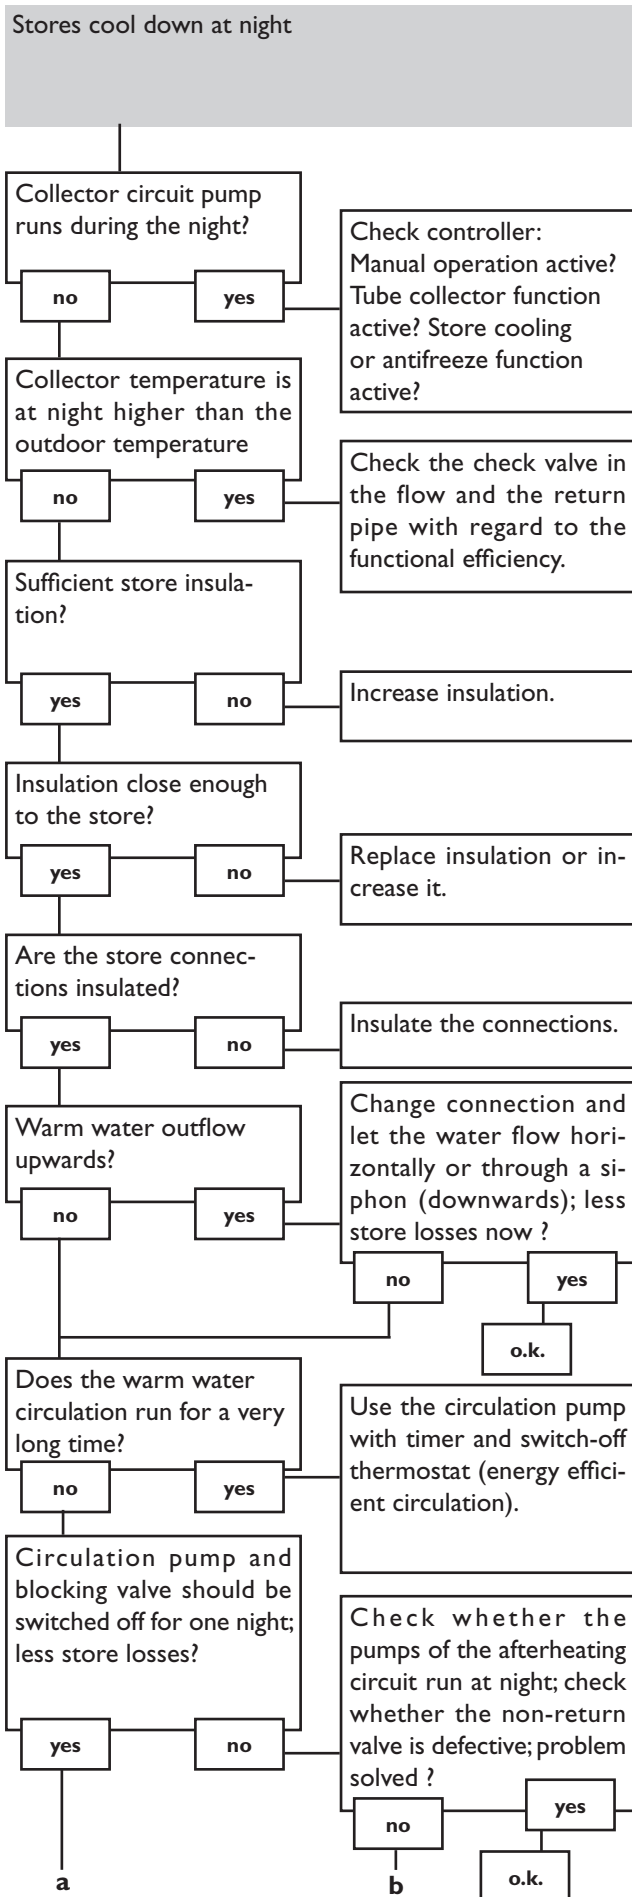 Stores cool down at night
Collector circuit pump
runs during the night?
no
yes
Check controller:
Manual operation active?
Tube collector function
active? Store cooling
or antifreeze function
active?
Collector temperature is
at night higher than the
outdoor temperature
no
yes
Check the check valve in
the flow and the return
pipe with regard to the
functional efficiency.
Sufficient store insula-
tion?
yes
no
Increase insulation.
Insulation close enough
to the store?
yes
no
Replace insulation or in-
crease it.
Are the store connec-
tions insulated?
yes
no
Insulate the connections.
Warm water outflow
upwards?
no
yes
Change connection and
let the water flow hori-
zontally or through a si-
phon (downwards); less
store losses now ?
no
yes
o.k.
Does the warm water
circulation run for a very
long time?
no
yes
Use the circulation pump
with timer and switch-off
thermostat (energy effici-
ent circulation).
Circulation pump and
blocking valve should be
switched off for one night;
less store losses?
yes
no
Check whether the
pumps of the afterheating
circuit run at night; check
whether the non-return
valve is defective; problem
solved ?
no
yes
a
b
o.k.